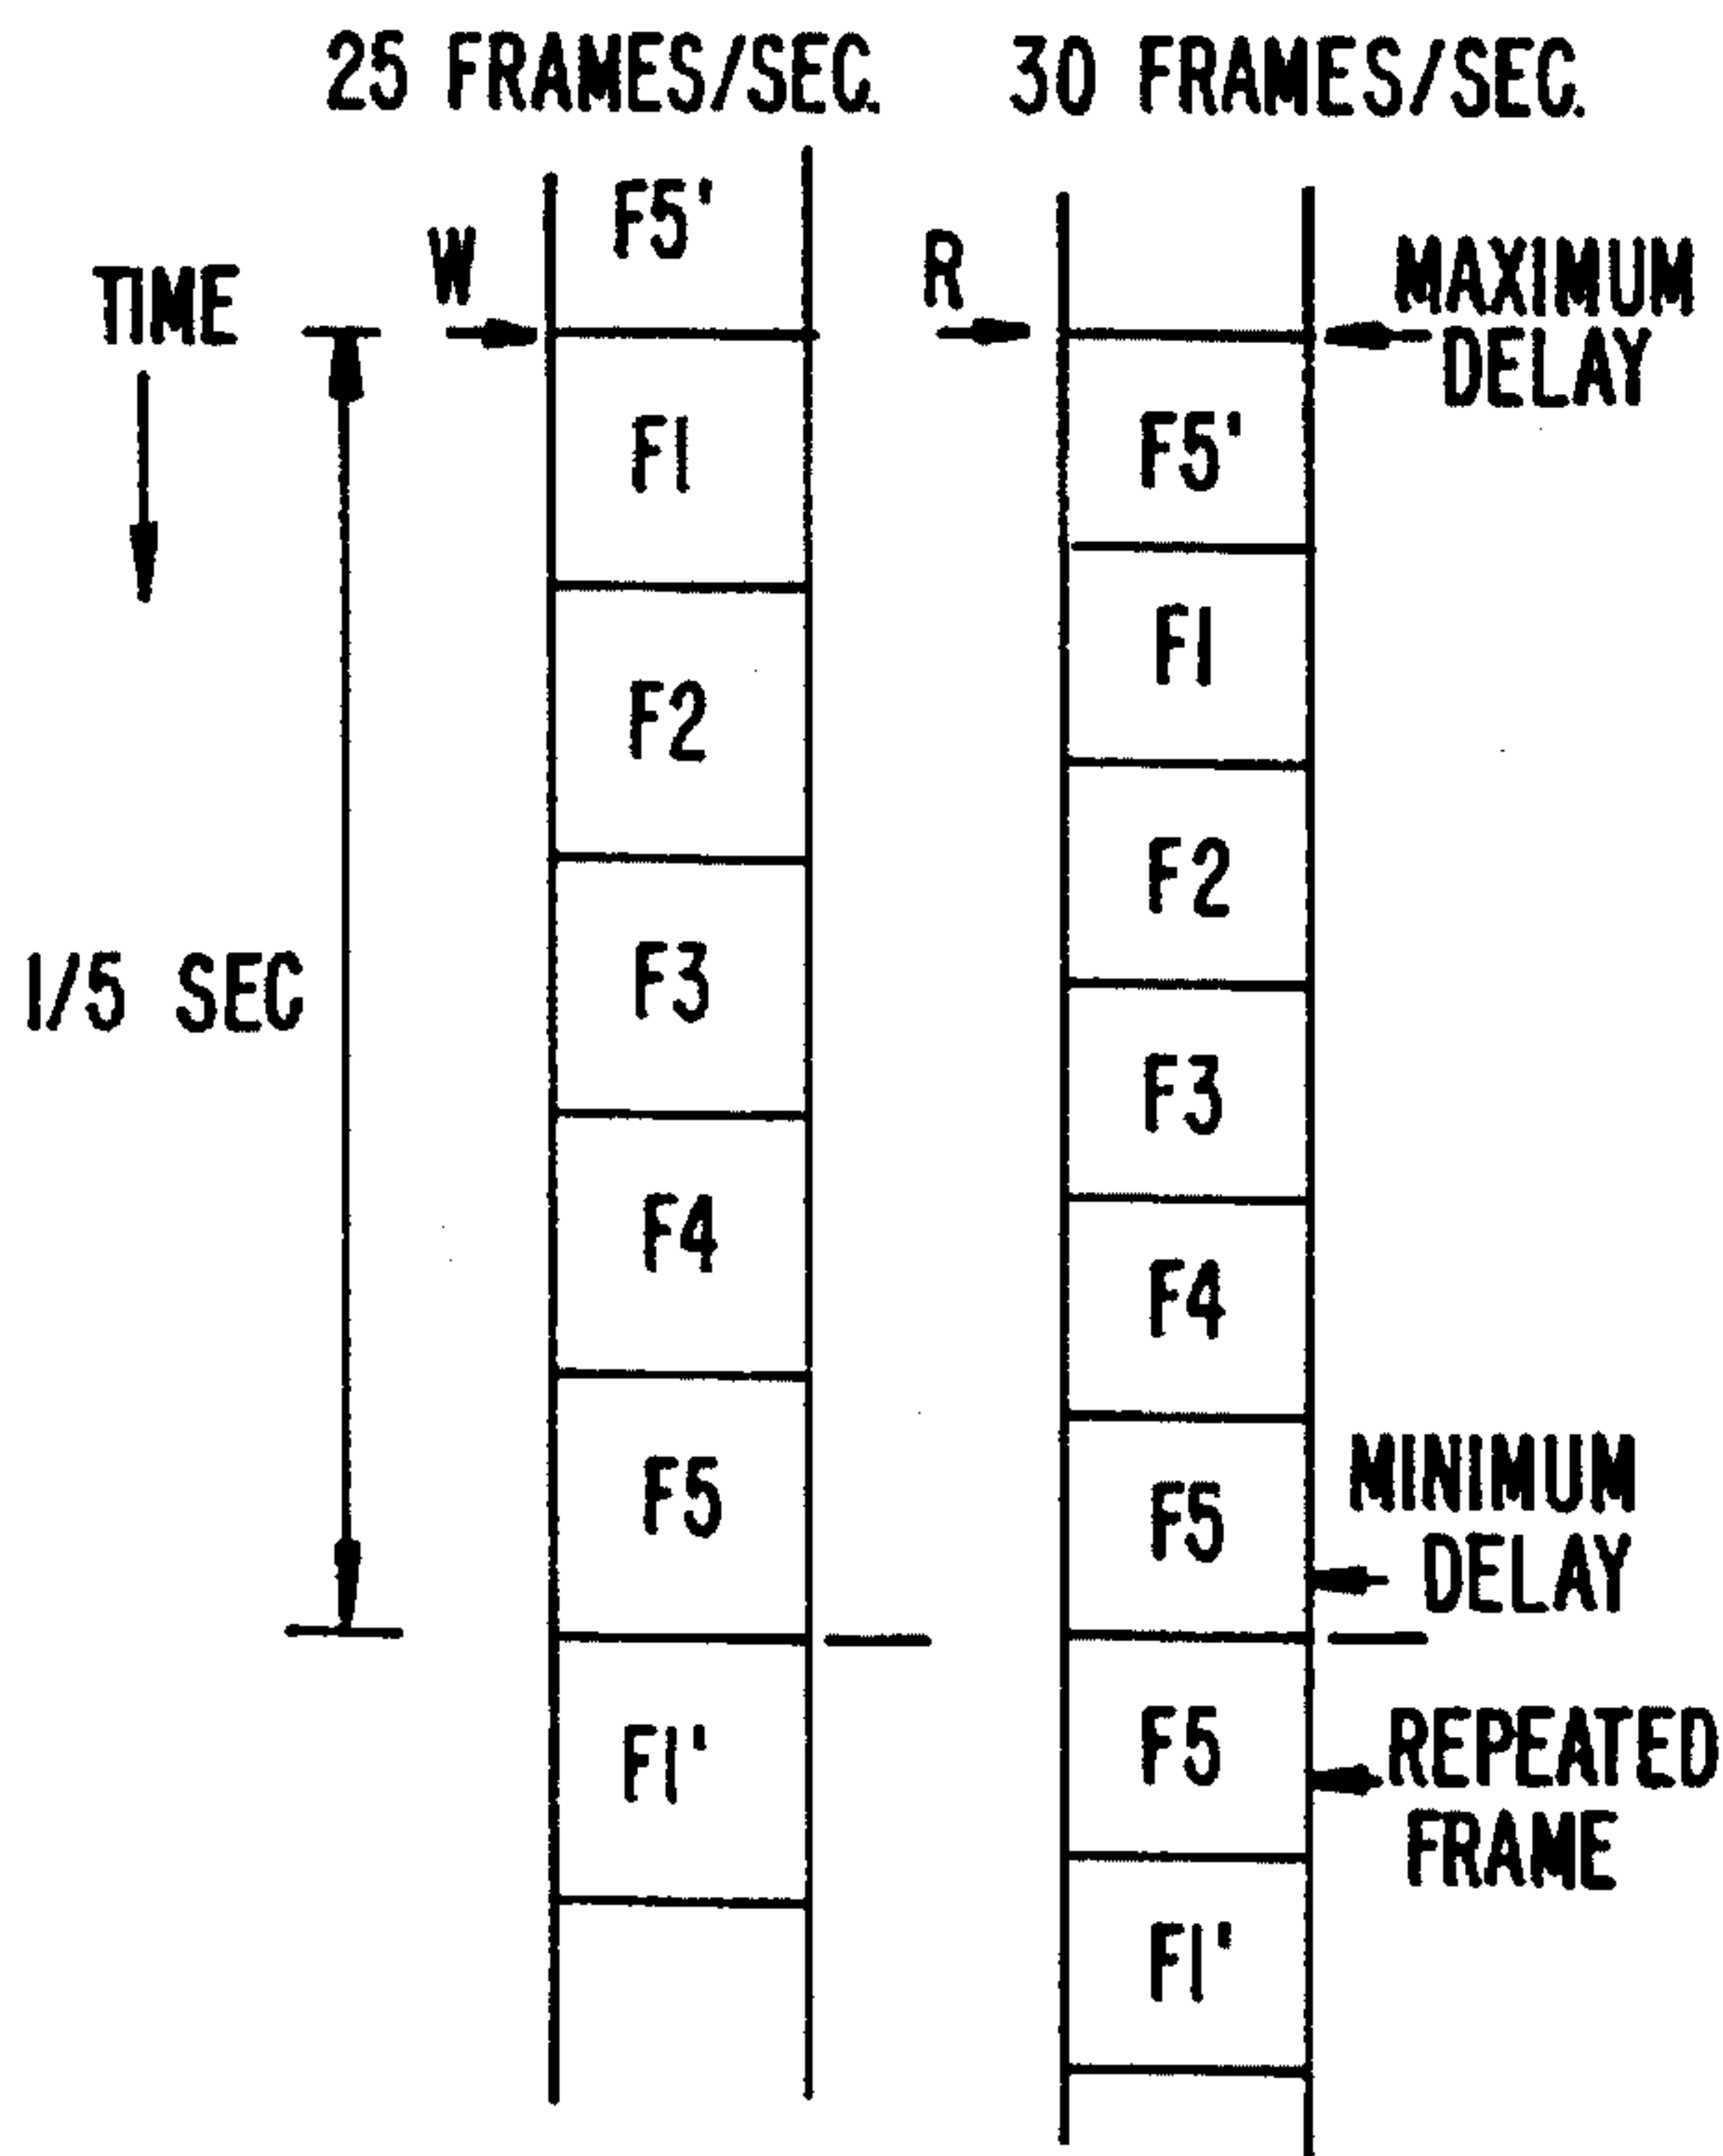 25 FRAMES/SEC.
30 FRAMES/SEC.
TIME
W
F5'
R
MAXIMUM
DELAY
F1
F5'
F1
F2
F2
F3
1/5 SEC
F3
F4
F4
F5
F5
MINIMUM
DELAY
F1'
F5
REPEATED
FRAME
F1'